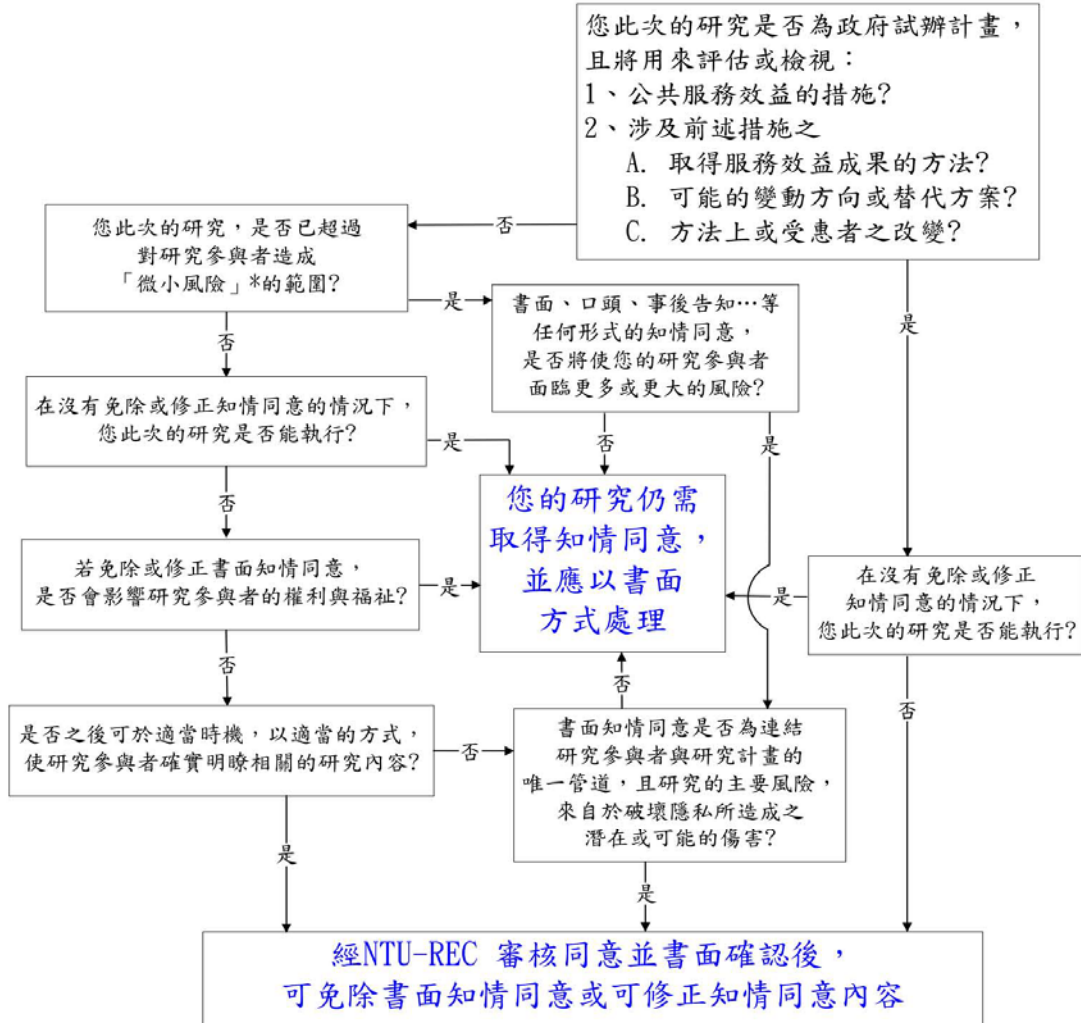 您此次的研究是否為政府試辦計畫，
且將用來評估或檢視：
1、公共服務效益的措施?
2、涉及前述措施之
A. 取得服務效益成果的方法?
B. 可能的變動方向或替代方案?
C. 方法上或受惠者之改變?
否
是
您此次的研究，是否已超過
對研究參與者造成
「微小風險」*的範圍?
是
否
書面、口頭、事後告知…等
任何形式的知情同意，
是否將使您的研究參與者
面臨更多或更大的風險?
否
是
在沒有免除或修正知情同意的情況下，
您此次的研究是否能執行?
是
否
您的研究仍需
取得知情同意，
並應以書面
方式處理
若免除或修正書面知情同意，
是否會影響研究參與者的權利與福祉?
是
否
在沒有免除或修正
知情同意的情況下，
您此次的研究是否能執行?
是
否
是否之後可於適當時機，以適當的方式，
使研究參與者確實明瞭相關的研究內容?
否
是
書面知情同意是否為連結
研究參與者與研究計畫的
唯一管道，且研究的主要風險，
來自於破壞隱私所造成之
潛在或可能的傷害?
否
是
經NTU-REC 審核同意並書面確認後，
可免除書面知情同意或可修正知情同意內容